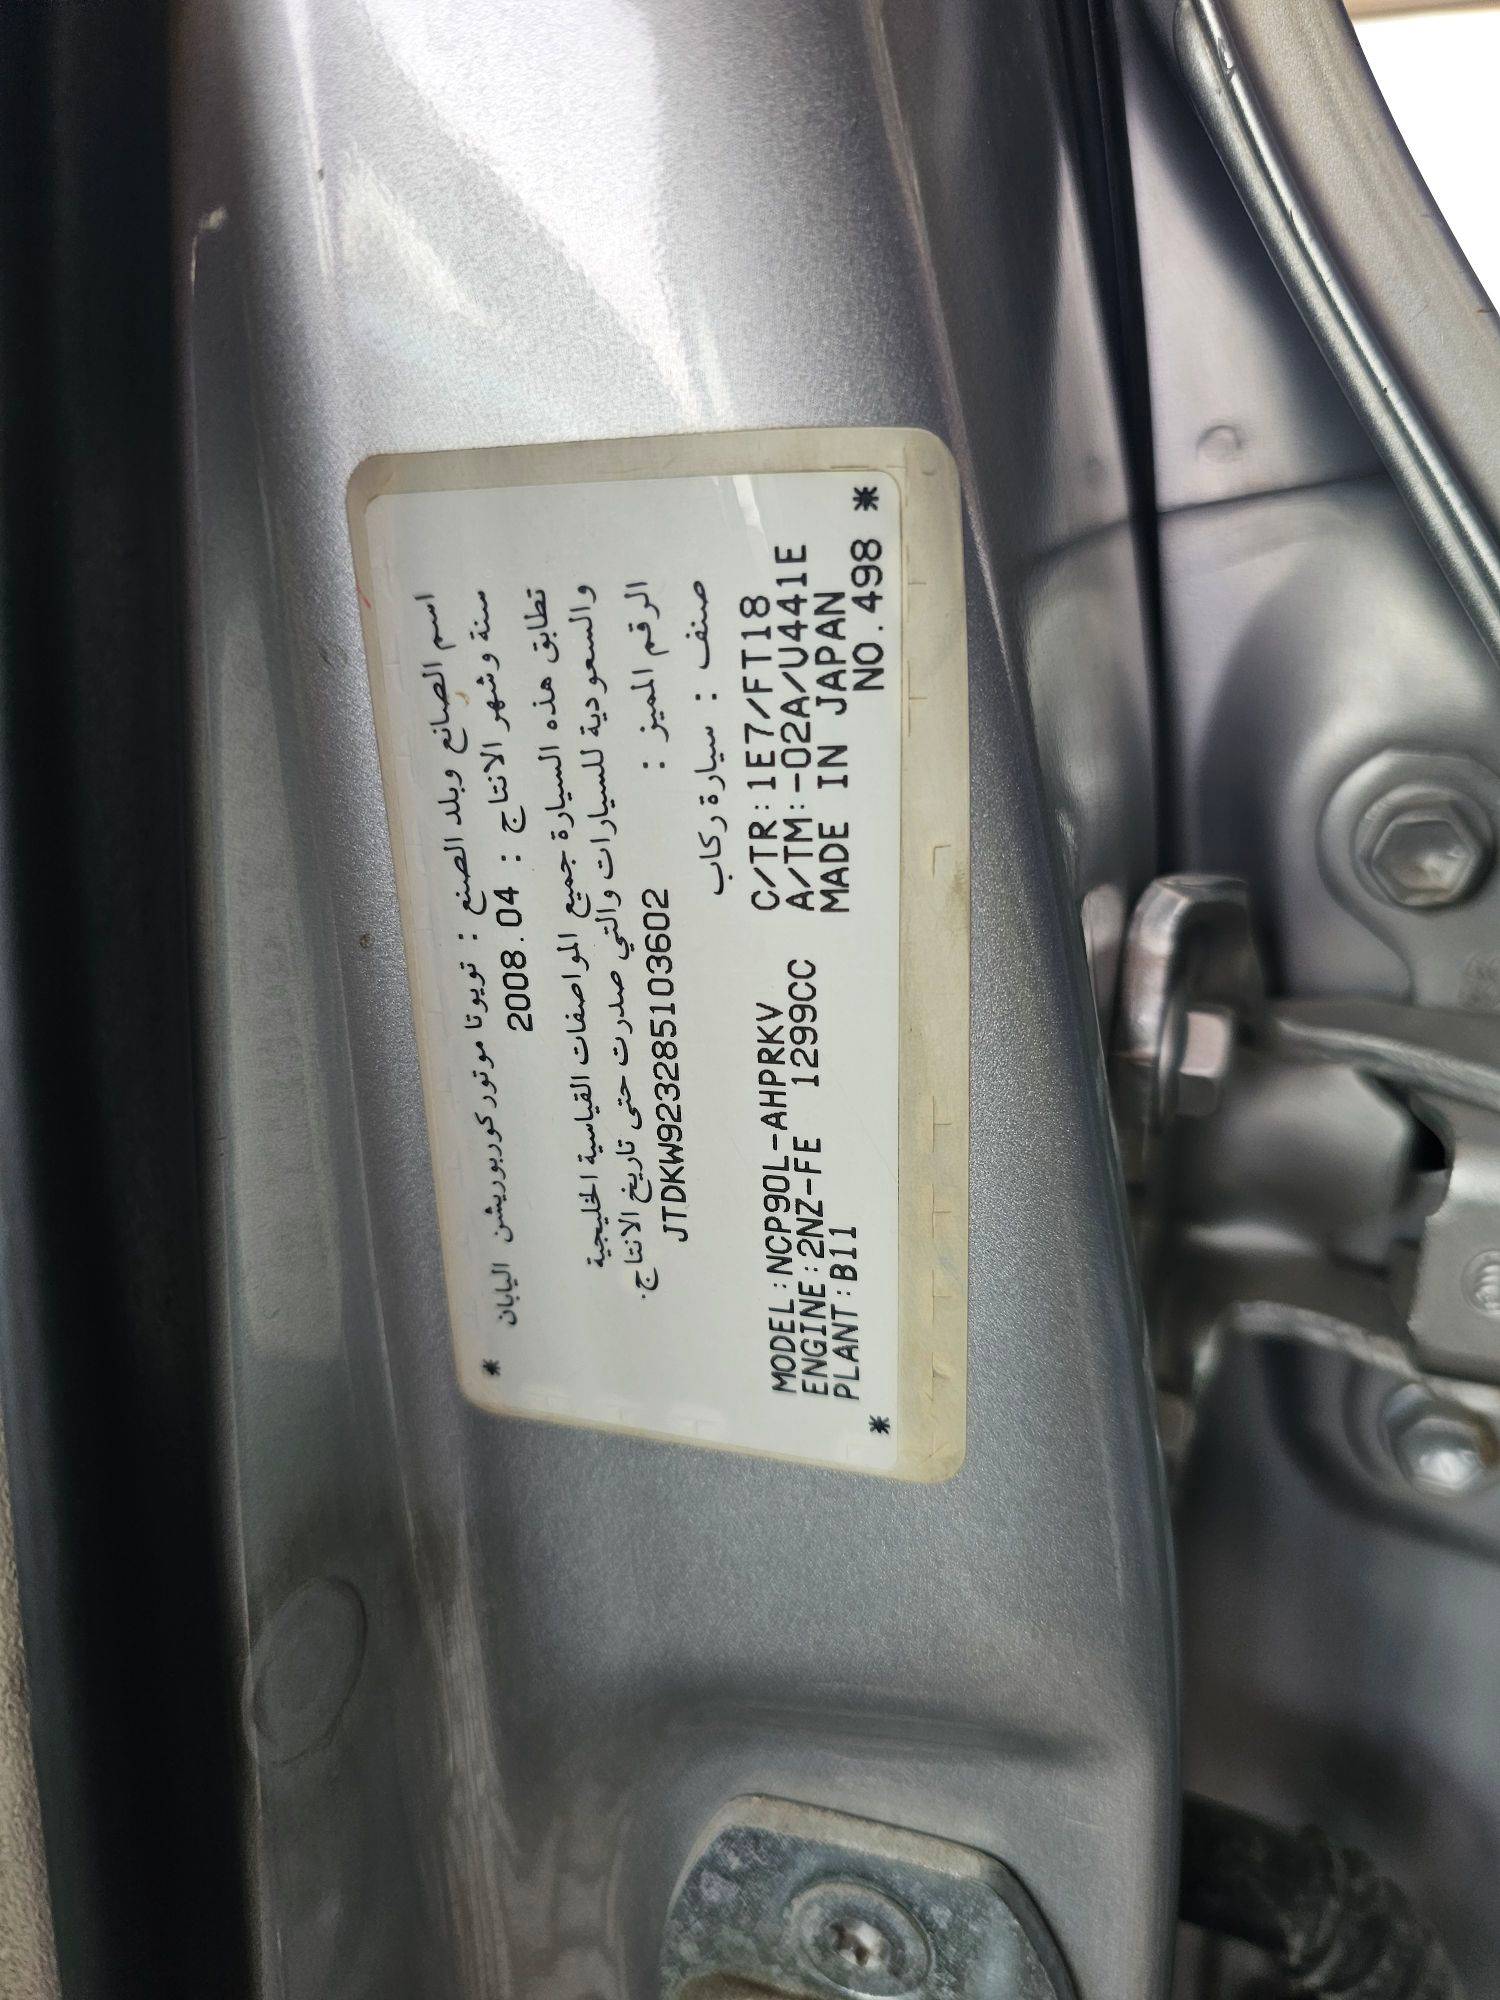 * اسم الصانع وبلد الصنع : تويوتا موتور كوربوريشن اليابان
سنة وشهر الانتاج : 2008.04
تطابق هذه السيارة جميع المواصفات القياسية الخليجية
والسعودية للسيارات والتي صدرت حتى تاريخ الانتاج.
الرقم المميز : JTDKW923285103602
صنف : سيارة ركاب
MODEL:NCP90L-AHPRKV C/TR:1E7/FT18
ENGINE:2NZ-FE 1299CC A/TM:-02A/U441E
PLANT:B11 MADE IN JAPAN
* NO.498 *